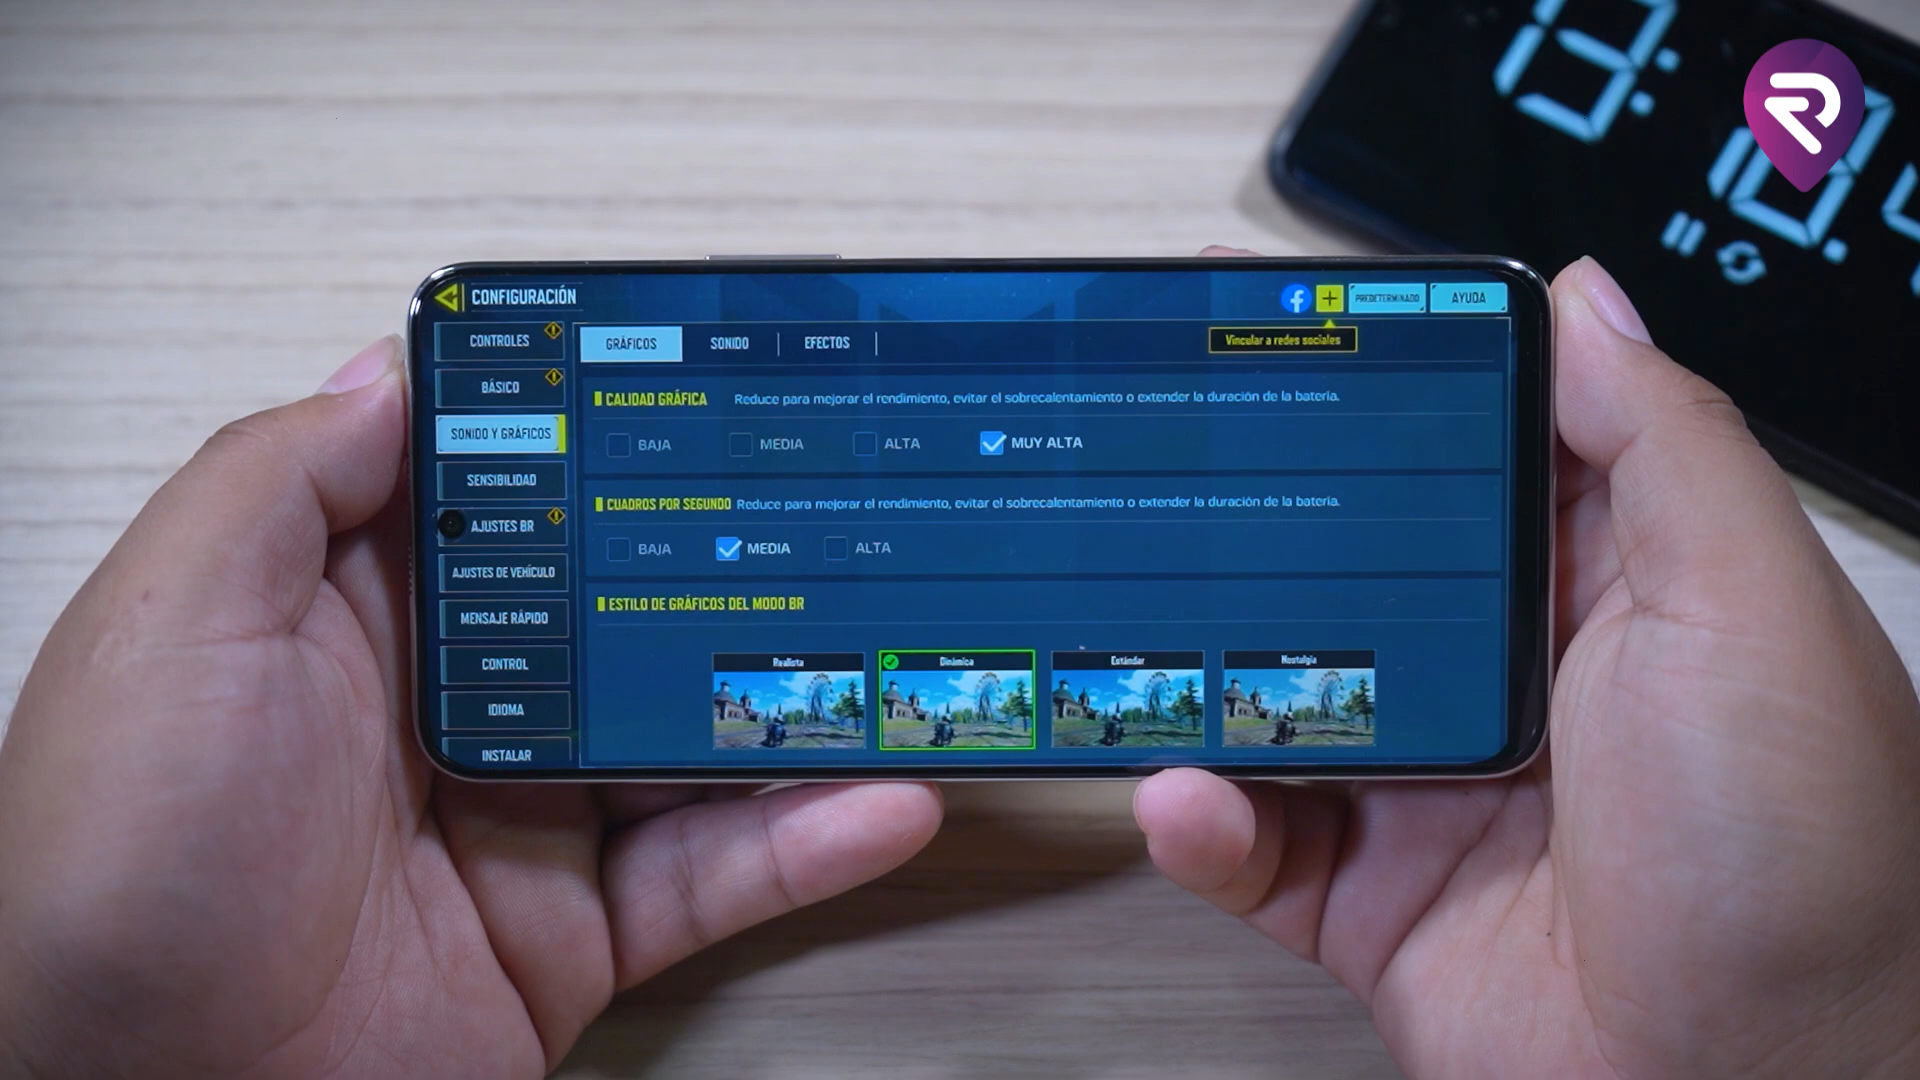 CONFIGURACIÓN
PREDETERMINADO
AYUDA
CONTROLES
BÁSICO
SONIDO Y GRÁFICOS
SENSIBILIDAD
AJUSTES BR
AJUSTES DE VEHÍCULO
MENSAJE RÁPIDO
CONTROL
IDIOMA
INSTALAR
GRÁFICOS
SONIDO
EFECTOS
Vincular a redes sociales
CALIDAD GRÁFICA Reduce para mejorar el rendimiento, evitar el sobrecalentamiento o extender la duración de la batería.
BAJA MEDIA ALTA MUY ALTA
CUADROS POR SEGUNDO Reduce para mejorar el rendimiento, evitar el sobrecalentamiento o extender la duración de la batería.
BAJA MEDIA ALTA
ESTILO DE GRÁFICOS DEL MODO BR
Realista Dinámica Estándar Nostalgia